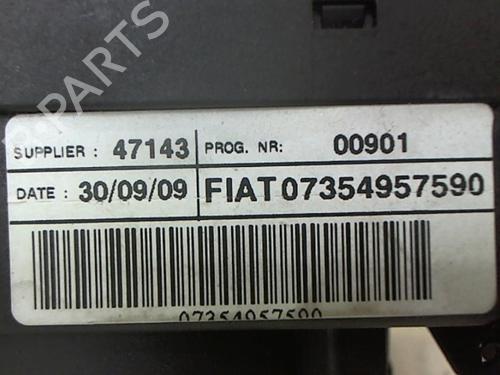 B-PARTS
SUPPLIER : 47143 PROG. NR: 00901
DATE : 30/09/09 FIAT 07354957590
07354957590